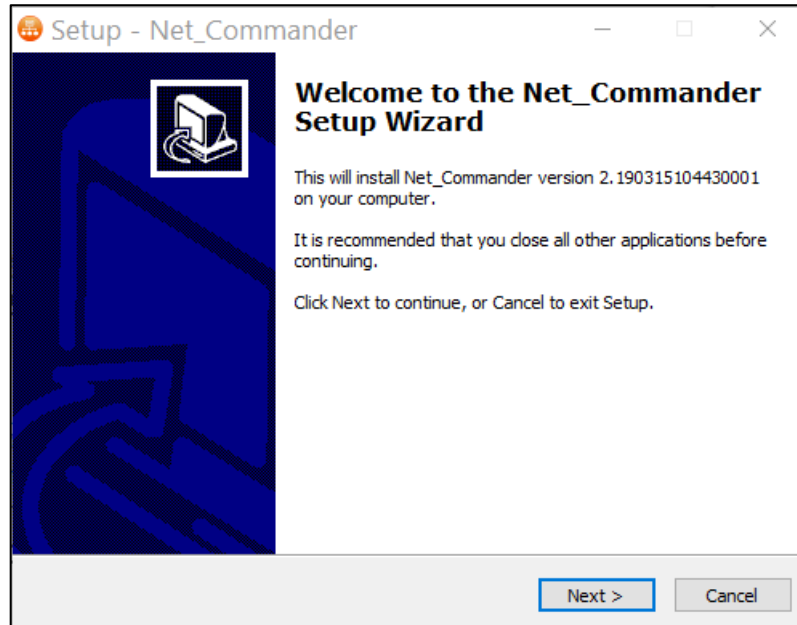 Setup - Net_Commander
Welcome to the Net_Commander
Setup Wizard
This will install Net_Commander version 2.190315104430001
on your computer.
It is recommended that you close all other applications before
continuing.
Click Next to continue, or Cancel to exit Setup.
Next >
Cancel